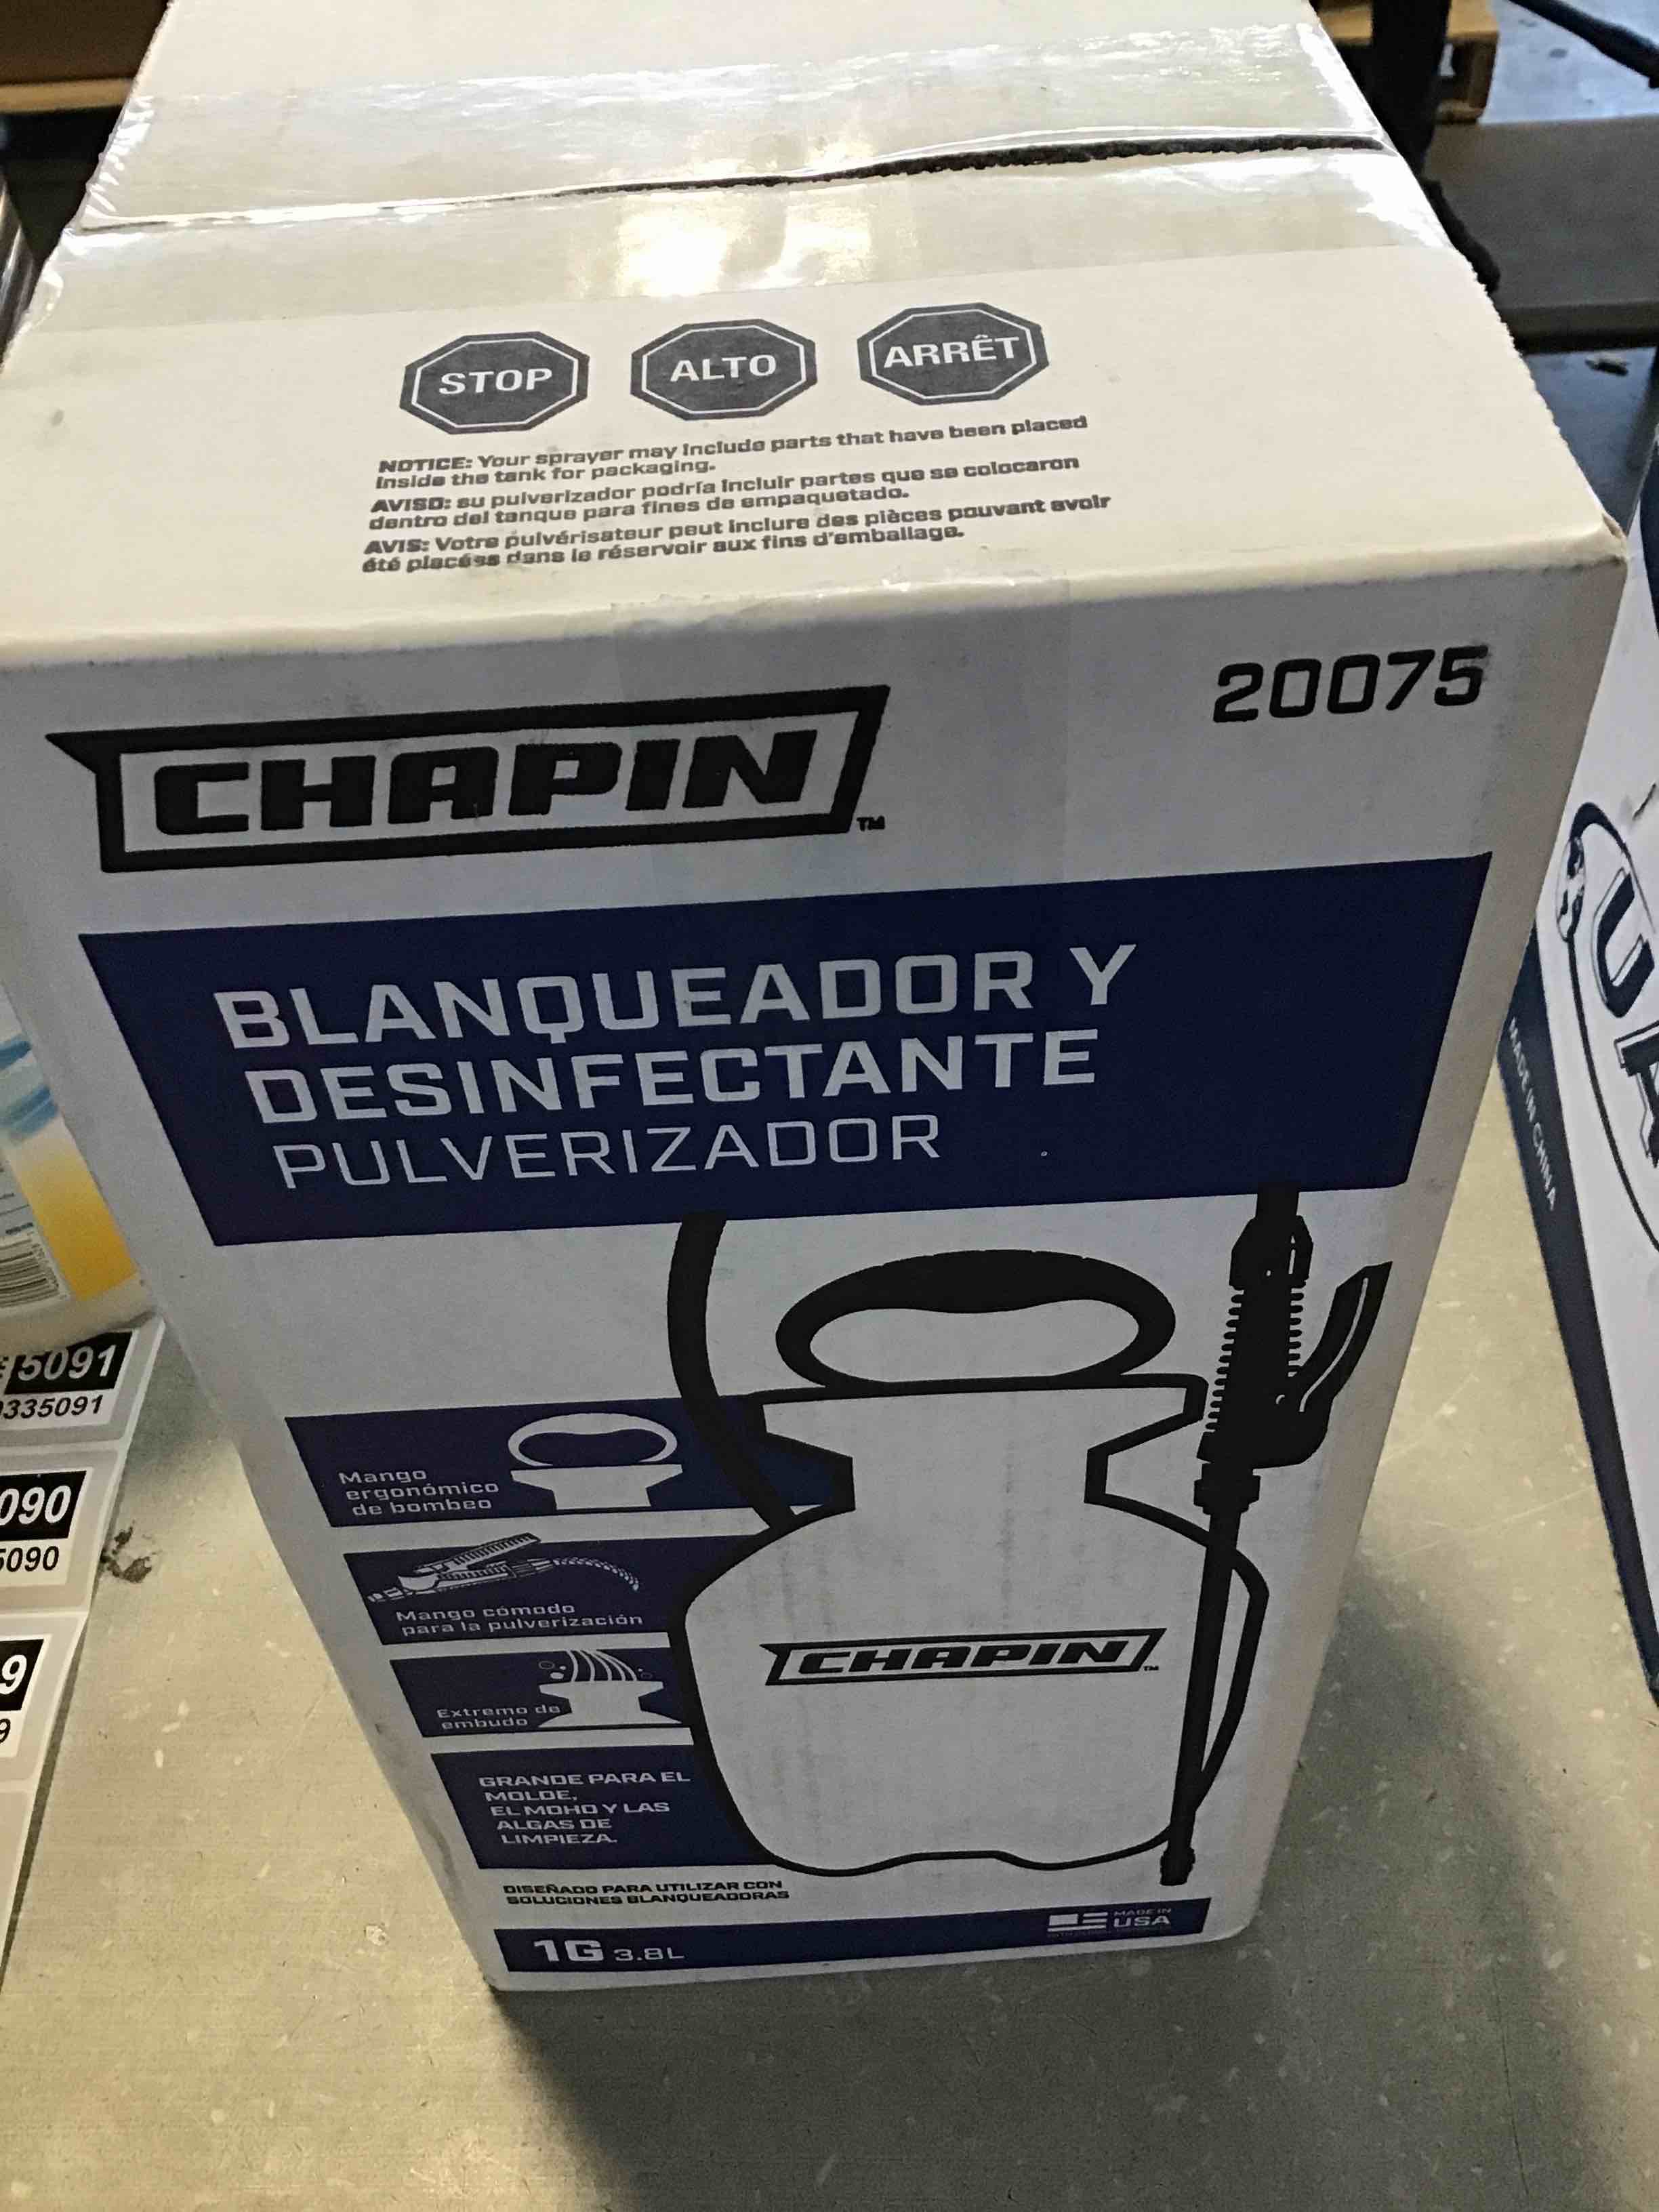 STOP
ALTO
ARRÊT
NOTICE: Your sprayer may include parts that have been placed
inside the tank for packaging.
AVISO: su pulverizador podría incluir partes que se colocaron
dentro del tanque para fines de empaquetado.
AVIS: Votre pulvérisateur peut inclure des pièces pouvant avoir
été placées dans le réservoir aux fins d'emballage.
20075
CHAPIN™
BLANQUEADOR Y
DESINFECTANTE
PULVERIZADOR
Mango
ergonómico
de bombeo
Mango cómodo
para la pulverización
Extremo de
embudo
GRANDE PARA EL
MOLDE,
EL MOHO Y LAS
ALGAS DE
LIMPIEZA.
DISEÑADO PARA UTILIZAR CON
SOLUCIONES BLANQUEADORAS
1G 3.8L
CHAPIN™
MADE IN
USA
MADE IN CHINA
5091
335091
090
5090
9
9